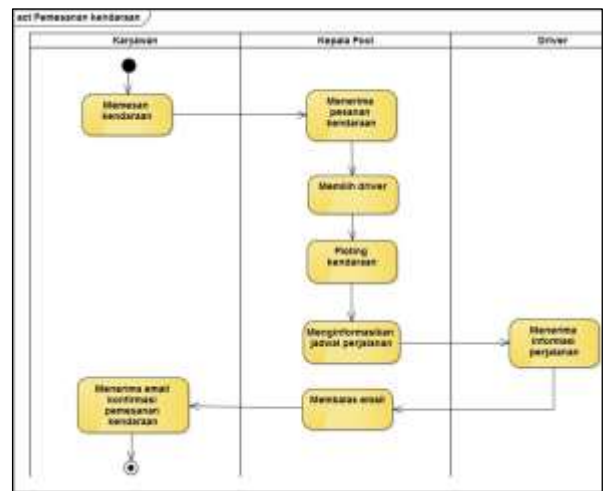 act Pemesanan kendaraan
Karyawan
Kepala Pool
Driver
Memesan
kendaraan
Menerima
pesanan
kendaraan
Memilih driver
Ploting
kendaraan
Menginformasikan
jadwal perjalanan
Menerima
informasi
perjalanan
Membalas email
Menerima email
konfirmasi
pemesanan
kendaraan